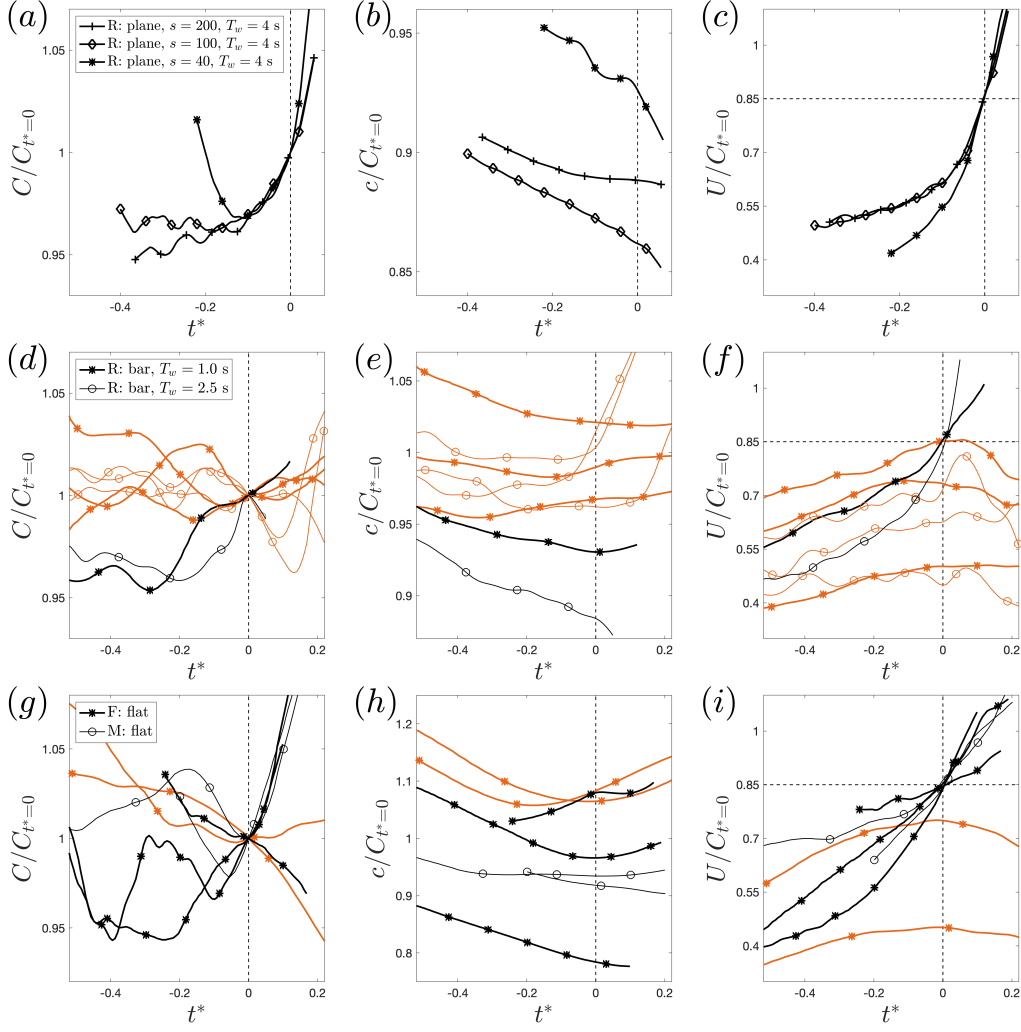 (a)
R: plane, s = 200, T_w = 4 s
R: plane, s = 100, T_w = 4 s
R: plane, s = 40, T_w = 4 s
1.05
1
0.95
C/C_{t*=0}
-0.4 -0.2 0
t*
(b)
0.95
0.9
0.85
c/C_{t*=0}
-0.4 -0.2 0
t*
(c)
1
0.85
0.7
0.55
0.4
U/C_{t*=0}
-0.4 -0.2 0
t*
(d)
R: bar, T_w = 1.0 s
R: bar, T_w = 2.5 s
1.05
1
0.95
C/C_{t*=0}
-0.4 -0.2 0 0.2
t*
(e)
1.05
1
0.95
0.9
c/C_{t*=0}
-0.4 -0.2 0 0.2
t*
(f)
1
0.85
0.7
0.55
0.4
U/C_{t*=0}
-0.4 -0.2 0 0.2
t*
(g)
F: flat
M: flat
1.05
1
0.95
C/C_{t*=0}
-0.4 -0.2 0 0.2
t*
(h)
1.2
1.1
1
0.9
0.8
c/C_{t*=0}
-0.4 -0.2 0 0.2
t*
(i)
1
0.85
0.7
0.55
0.4
U/C_{t*=0}
-0.4 -0.2 0 0.2
t*